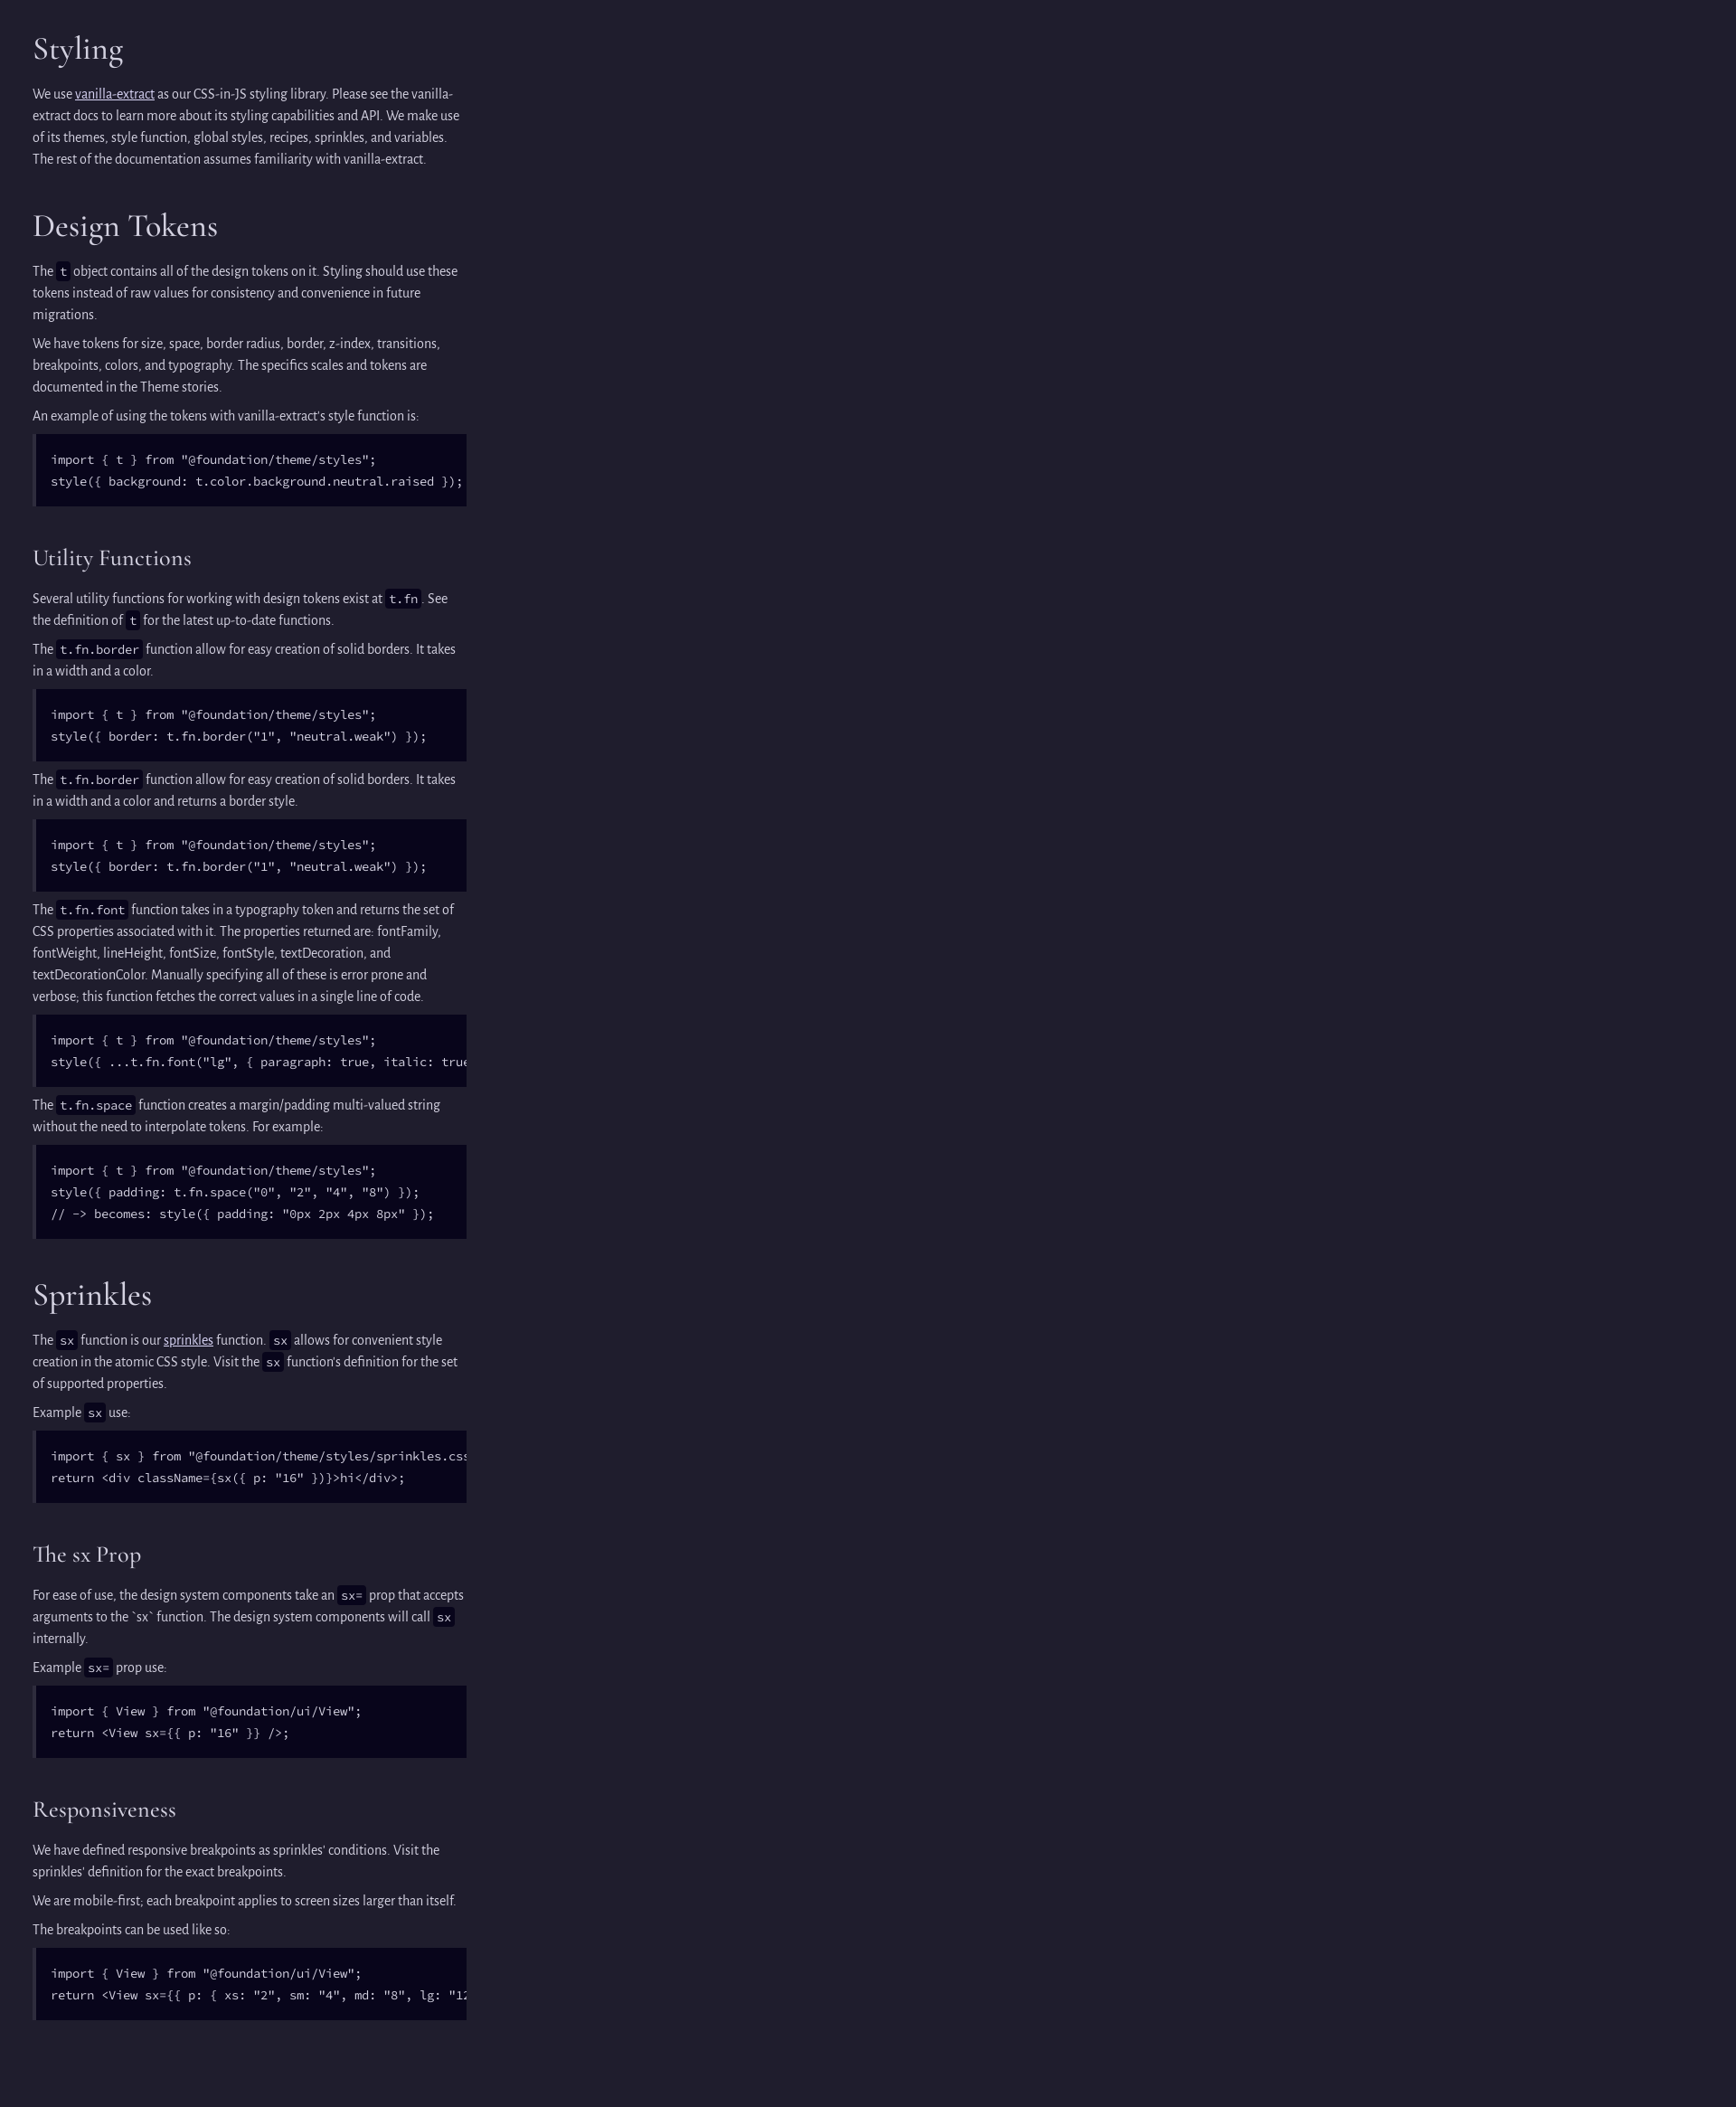 Styling
We use vanilla-extract as our CSS-in-JS styling library. Please see the vanilla-
extract docs to learn more about its styling capabilities and API. We make use
of its themes, style function, global styles, recipes, sprinkles, and variables.
The rest of the documentation assumes familiarity with vanilla-extract.
Design Tokens
The t object contains all of the design tokens on it. Styling should use these
tokens instead of raw values for consistency and convenience in future
migrations.
We have tokens for size, space, border radius, border, z-index, transitions,
breakpoints, colors, and typography. The specifics scales and tokens are
documented in the Theme stories.
An example of using the tokens with vanilla-extract's style function is:
import { t } from "@foundation/theme/styles";
style({ background: t.color.background.neutral.raised });
Utility Functions
Several utility functions for working with design tokens exist at t.fn. See
the definition of t for the latest up-to-date functions.
The t.fn.border function allow for easy creation of solid borders. It takes
in a width and a color.
import { t } from "@foundation/theme/styles";
style({ border: t.fn.border("1", "neutral.weak") });
The t.fn.border function allow for easy creation of solid borders. It takes
in a width and a color and returns a border style.
import { t } from "@foundation/theme/styles";
style({ border: t.fn.border("1", "neutral.weak") });
The t.fn.font function takes in a typography token and returns the set of
CSS properties associated with it. The properties returned are: fontFamily,
fontWeight, lineHeight, fontSize, fontStyle, textDecoration, and
textDecorationColor. Manually specifying all of these is error prone and
verbose; this function fetches the correct values in a single line of code.
import { t } from "@foundation/theme/styles";
style({ ...t.fn.font("lg", { paragraph: true, italic: true
The t.fn.space function creates a margin/padding multi-valued string
without the need to interpolate tokens. For example:
import { t } from "@foundation/theme/styles";
style({ padding: t.fn.space("0", "2", "4", "8") });
// -> becomes: style({ padding: "0px 2px 4px 8px" });
Sprinkles
The sx function is our sprinkles function. sx allows for convenient style
creation in the atomic CSS style. Visit the sx function's definition for the set
of supported properties.
Example sx use:
import { sx } from "@foundation/theme/styles/sprinkles.css
return <div className={sx({ p: "16" })}>hi</div>;
The sx Prop
For ease of use, the design system components take an sx= prop that accepts
arguments to the `sx` function. The design system components will call sx
internally.
Example sx= prop use:
import { View } from "@foundation/ui/View";
return <View sx={{ p: "16" }} />;
Responsiveness
We have defined responsive breakpoints as sprinkles' conditions. Visit the
sprinkles' definition for the exact breakpoints.
We are mobile-first; each breakpoint applies to screen sizes larger than itself.
The breakpoints can be used like so:
import { View } from "@foundation/ui/View";
return <View sx={{ p: { xs: "2", sm: "4", md: "8", lg: "12